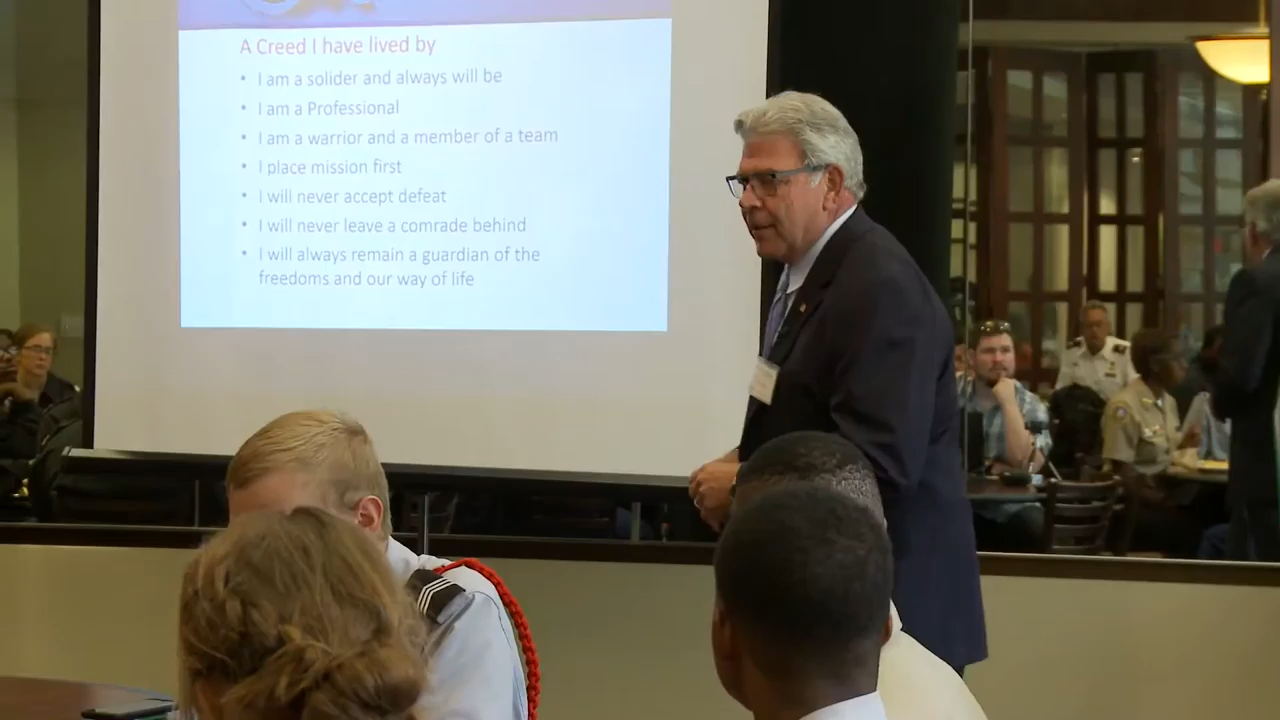 A Creed I have lived by
• I am a solider and always will be
• I am a Professional
• I am a warrior and a member of a team
• I place mission first
• I will never accept defeat
• I will never leave a comrade behind
• I will always remain a guardian of the
freedoms and our way of life